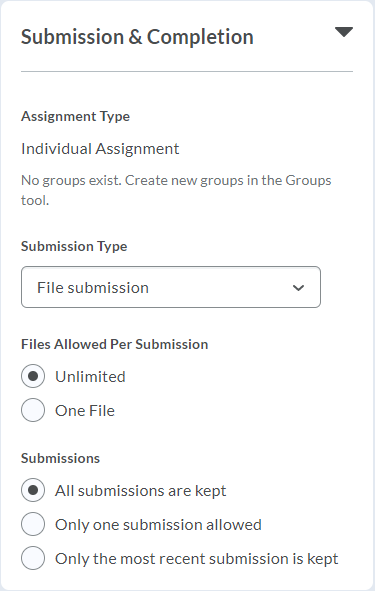 Submission & Completion
Assignment Type
Individual Assignment
No groups exist. Create new groups in the Groups
tool.
Submission Type
File submission
Files Allowed Per Submission
Unlimited
One File
Submissions
All submissions are kept
Only one submission allowed
Only the most recent submission is kept